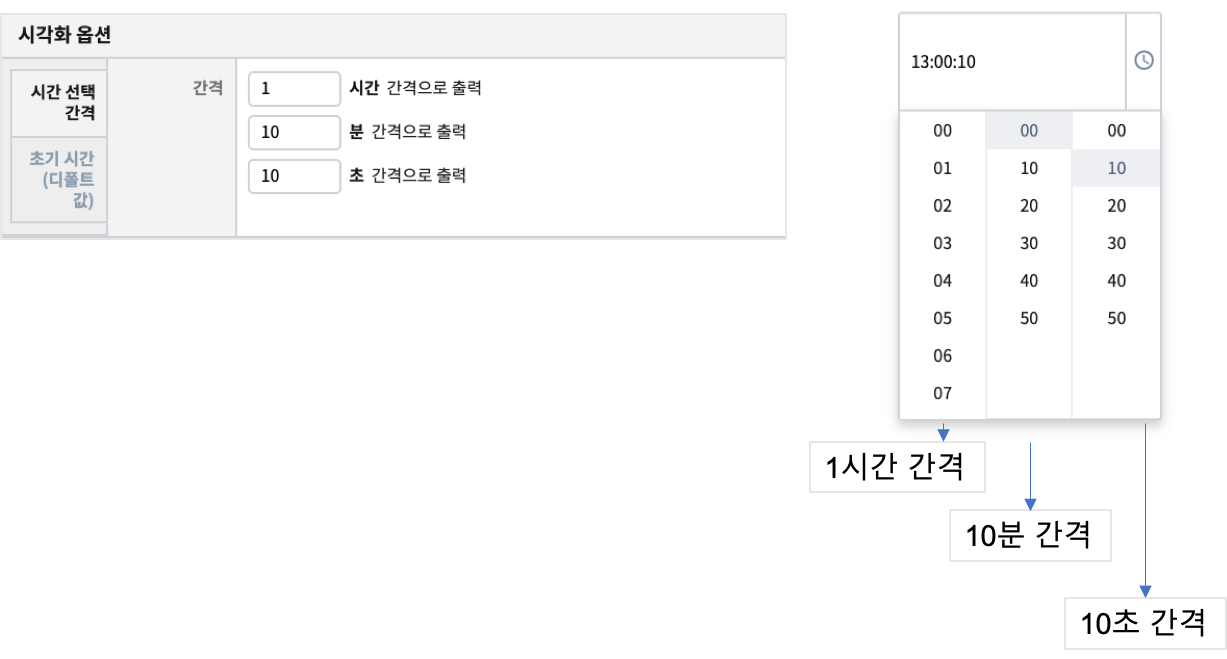 시각화 옵션
시간 선택
간격
초기 시간
(디폴트
값)
간격
1 시간 간격으로 출력
10 분 간격으로 출력
10 초 간격으로 출력
13:00:10
00 00 00
01 10 10
02 20 20
03 30 30
04 40 40
05 50 50
06
07
1시간 간격
10분 간격
10초 간격